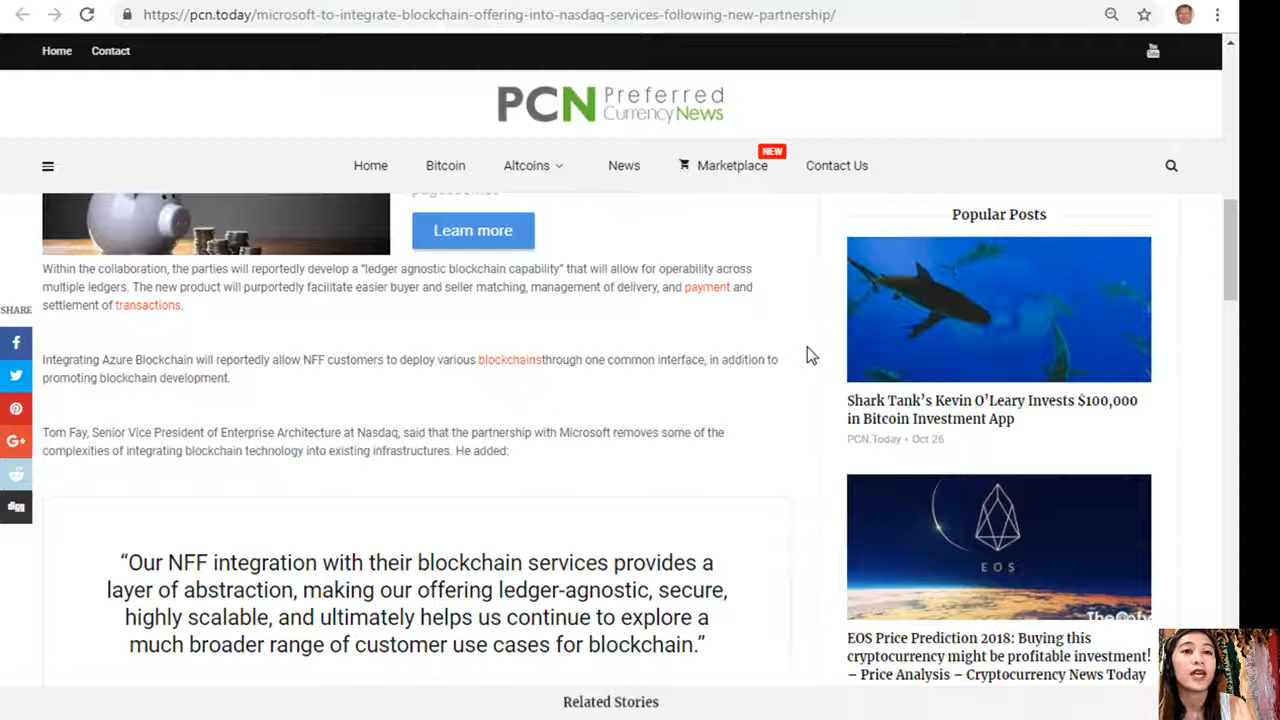 https://pcn.today/microsoft-to-integrate-blockchain-offering-into-nasdaq-services-following-new-partnership/
Home Contact
PCN Preferred
CurrencyNews
NEW
Home Bitcoin Altcoins News Marketplace Contact Us
Learn more
Within the collaboration, the parties will reportedly develop a “ledger agnostic blockchain capability” that will allow for operability across
multiple ledgers. The new product will purportedly facilitate easier buyer and seller matching, management of delivery, and payment and
settlement of transactions.
Integrating Azure Blockchain will reportedly allow NFF customers to deploy various blockchainsthrough one common interface, in addition to
promoting blockchain development.
Tom Fay, Senior Vice President of Enterprise Architecture at Nasdaq, said that the partnership with Microsoft removes some of the
complexities of integrating blockchain technology into existing infrastructures. He added:
“Our NFF integration with their blockchain services provides a
layer of abstraction, making our offering ledger-agnostic, secure,
highly scalable, and ultimately helps us continue to explore a
much broader range of customer use cases for blockchain.”
SHARE
G+
digg
Popular Posts
Shark Tank’s Kevin O’Leary Invests $100,000
in Bitcoin Investment App
PCN.Today • Oct 26
EOS
EOS Price Prediction 2018: Buying this
cryptocurrency might be profitable investment!
– Price Analysis – Cryptocurrency News Today
Related Stories